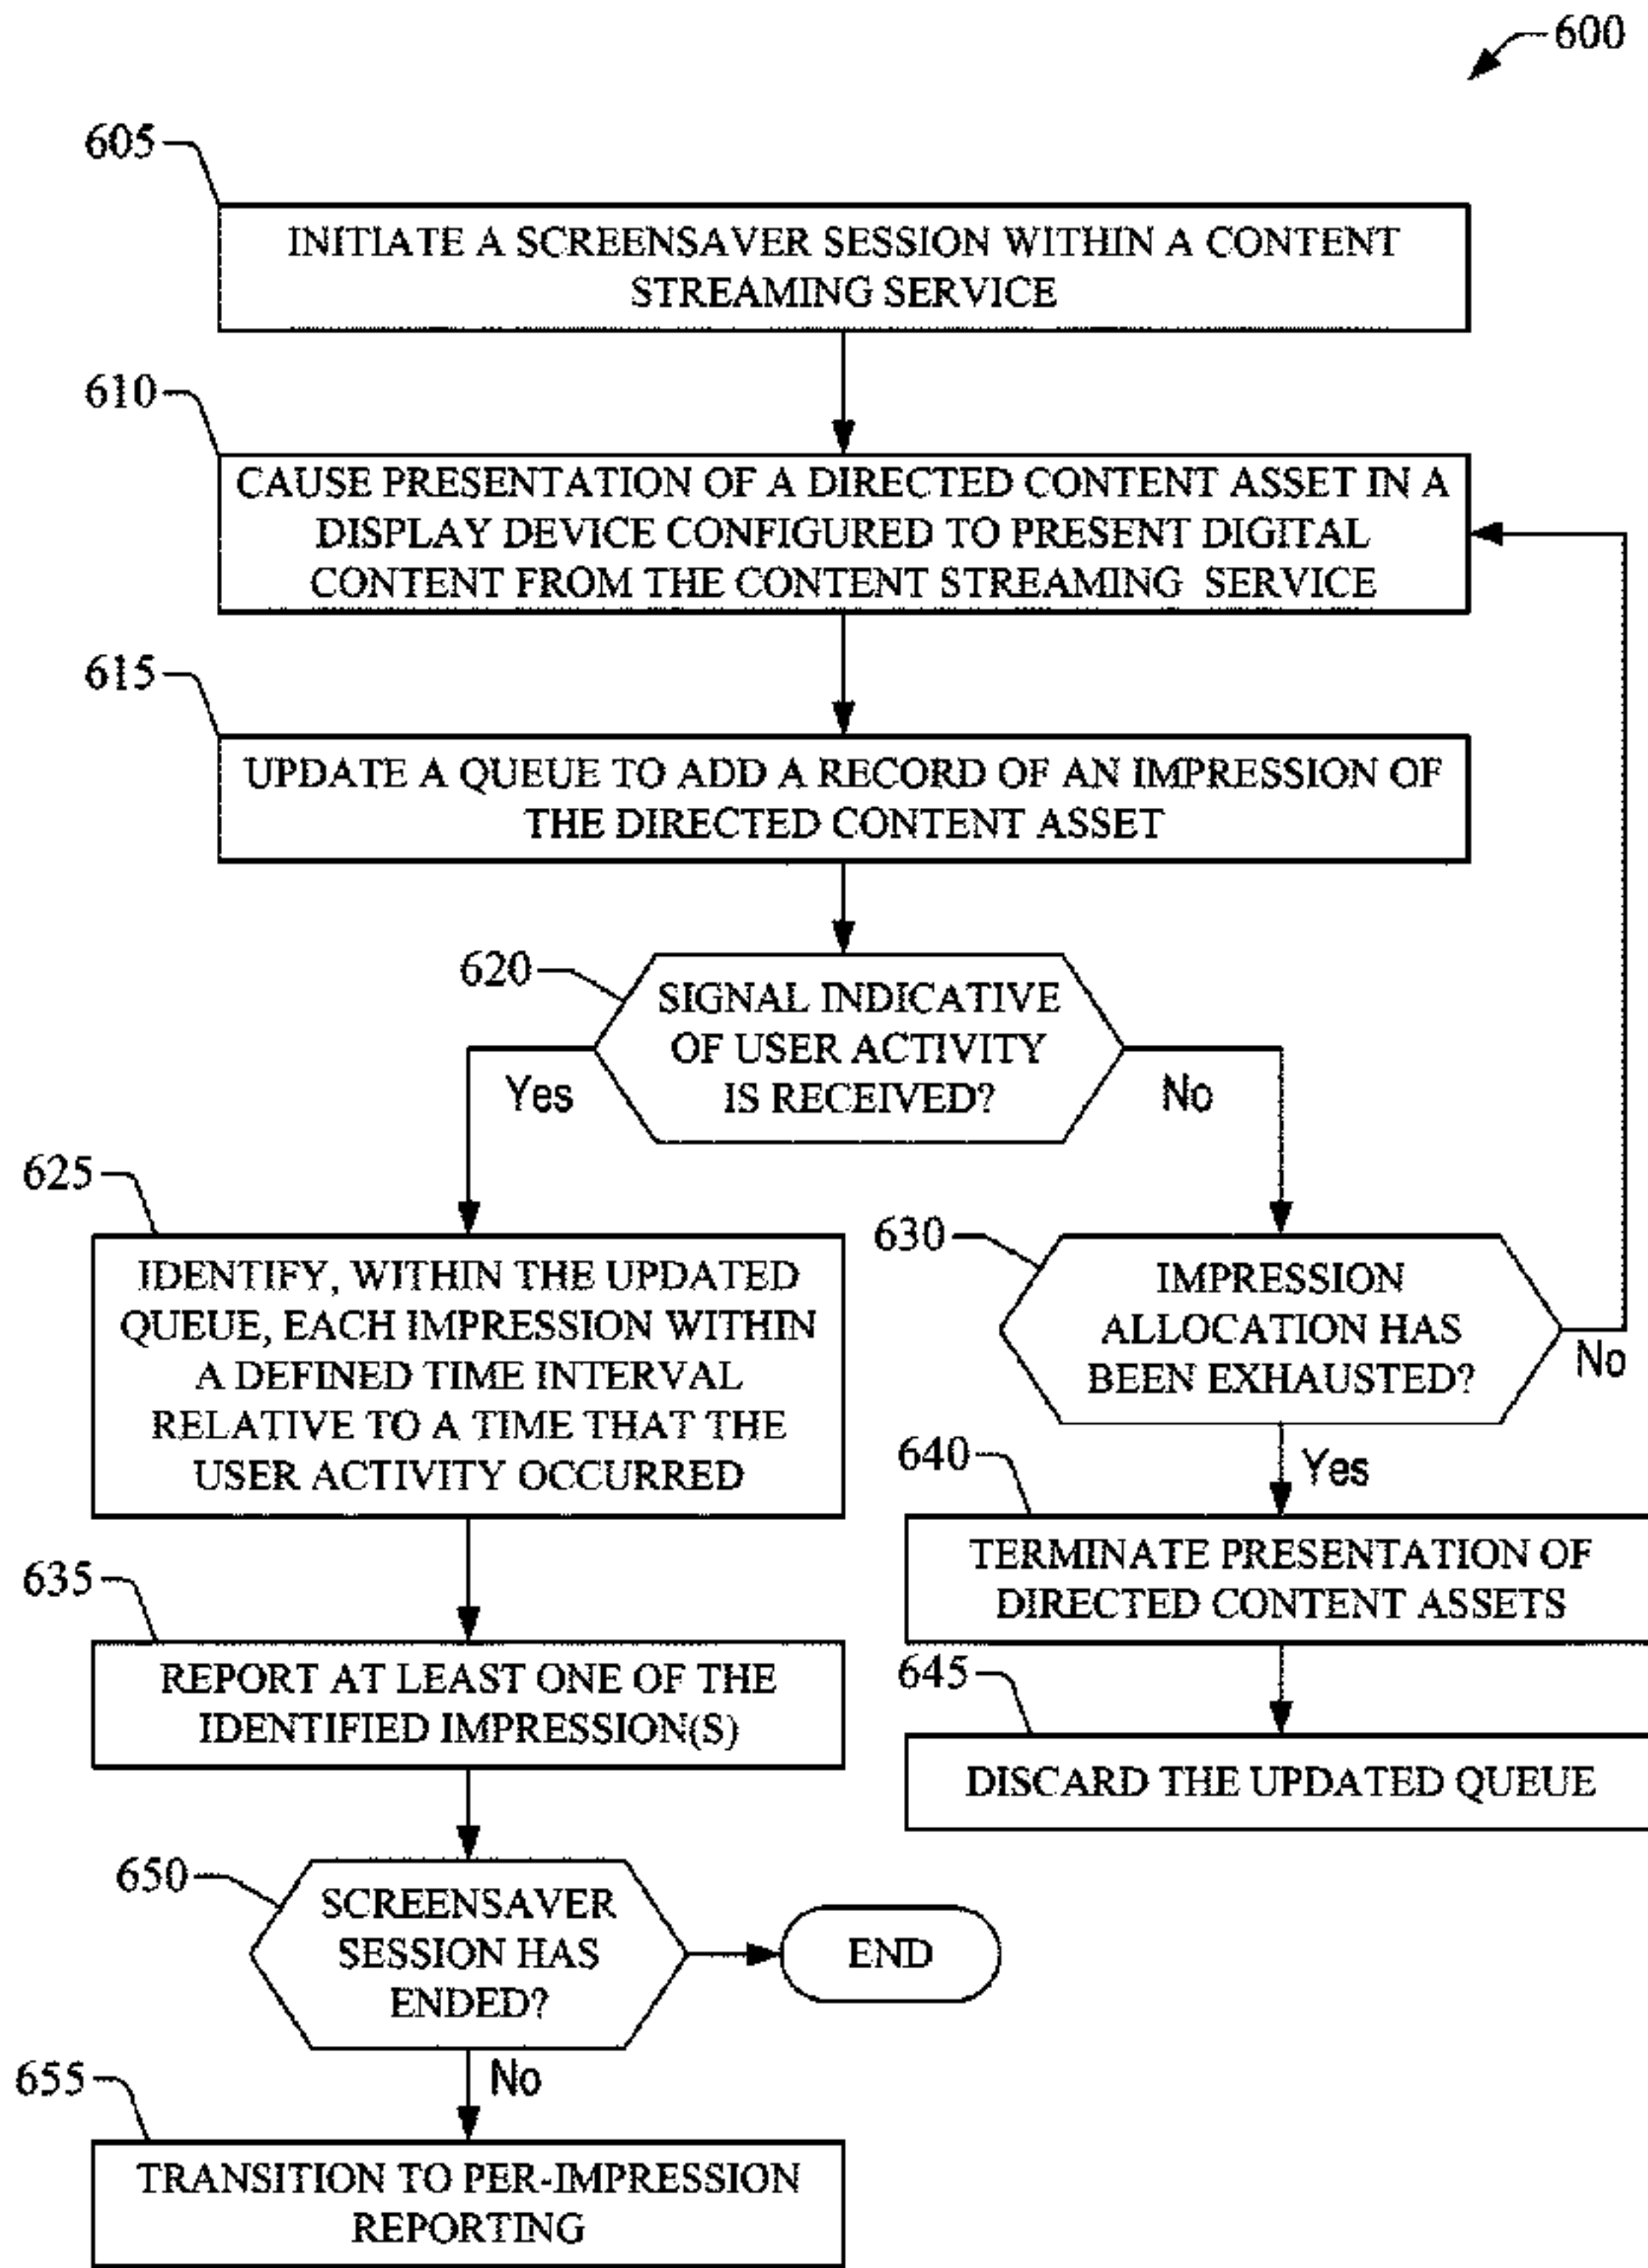 600
605
INITIATE A SCREENSAVER SESSION WITHIN A CONTENT
STREAMING SERVICE
610
CAUSE PRESENTATION OF A DIRECTED CONTENT ASSET IN A
DISPLAY DEVICE CONFIGURED TO PRESENT DIGITAL
CONTENT FROM THE CONTENT STREAMING SERVICE
615
UPDATE A QUEUE TO ADD A RECORD OF AN IMPRESSION OF
THE DIRECTED CONTENT ASSET
620
SIGNAL INDICATIVE
OF USER ACTIVITY
IS RECEIVED?
Yes
No
625
IDENTIFY, WITHIN THE UPDATED
QUEUE, EACH IMPRESSION WITHIN
A DEFINED TIME INTERVAL
RELATIVE TO A TIME THAT THE
USER ACTIVITY OCCURRED
630
IMPRESSION
ALLOCATION HAS
BEEN EXHAUSTED?
No
Yes
635
REPORT AT LEAST ONE OF THE
IDENTIFIED IMPRESSION(S)
640
TERMINATE PRESENTATION OF
DIRECTED CONTENT ASSETS
645
DISCARD THE UPDATED QUEUE
650
SCREENSAVER
SESSION HAS
ENDED?
END
No
655
TRANSITION TO PER-IMPRESSION
REPORTING